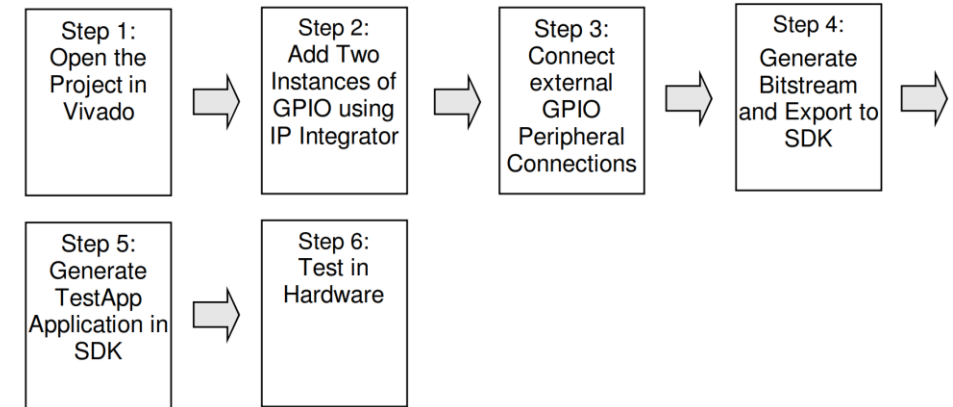 Step 1:
Open the
Project in
Vivado
Step 2:
Add Two
Instances of
GPIO using
IP Integrator
Step 3:
Connect
external
GPIO
Peripheral
Connections
Step 4:
Generate
Bitstream
and Export to
SDK
Step 5:
Generate
TestApp
Application in
SDK
Step 6:
Test in
Hardware